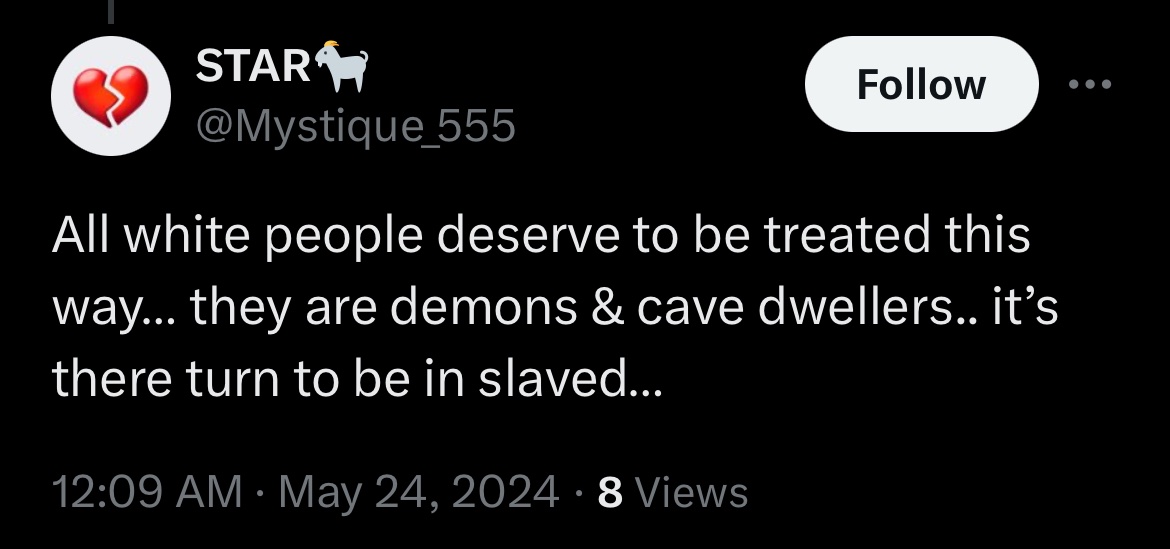 STAR🐐
@Mystique_555
Follow
All white people deserve to be treated this
way... they are demons & cave dwellers.. it’s
there turn to be in slaved...
12:09 AM · May 24, 2024 · 8 Views